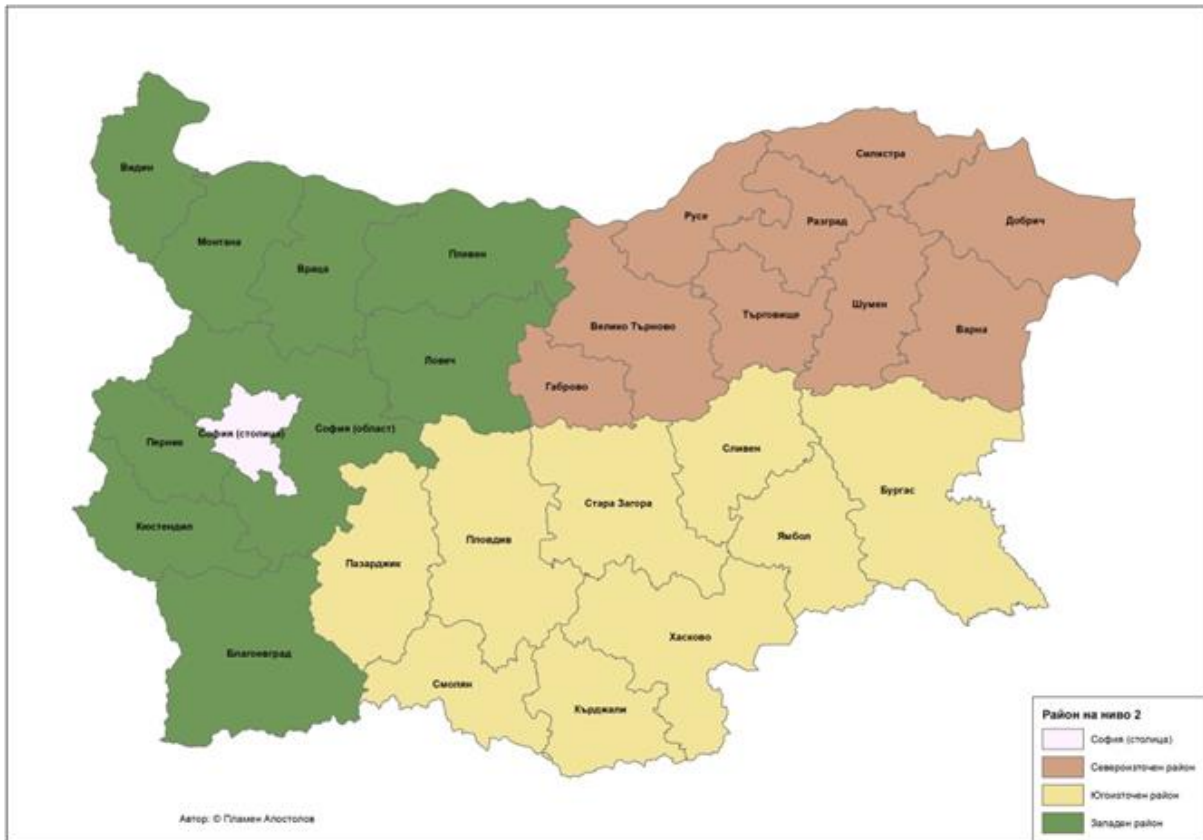 Видин
Монтана
Враца
Плевен
Ловеч
Перник
София (столица)
София (област)
Кюстендил
Благоевград
Силистра
Русе
Разград
Добрич
Велико Търново
Търговище
Шумен
Варна
Габрово
Сливен
Бургас
Стара Загора
Ямбол
Пловдив
Пазарджик
Хасково
Смолян
Кърджали
Район на ниво 2
София (столица)
Североизточен район
Югоизточен район
Западен район
Автор: © Пламен Апостолов